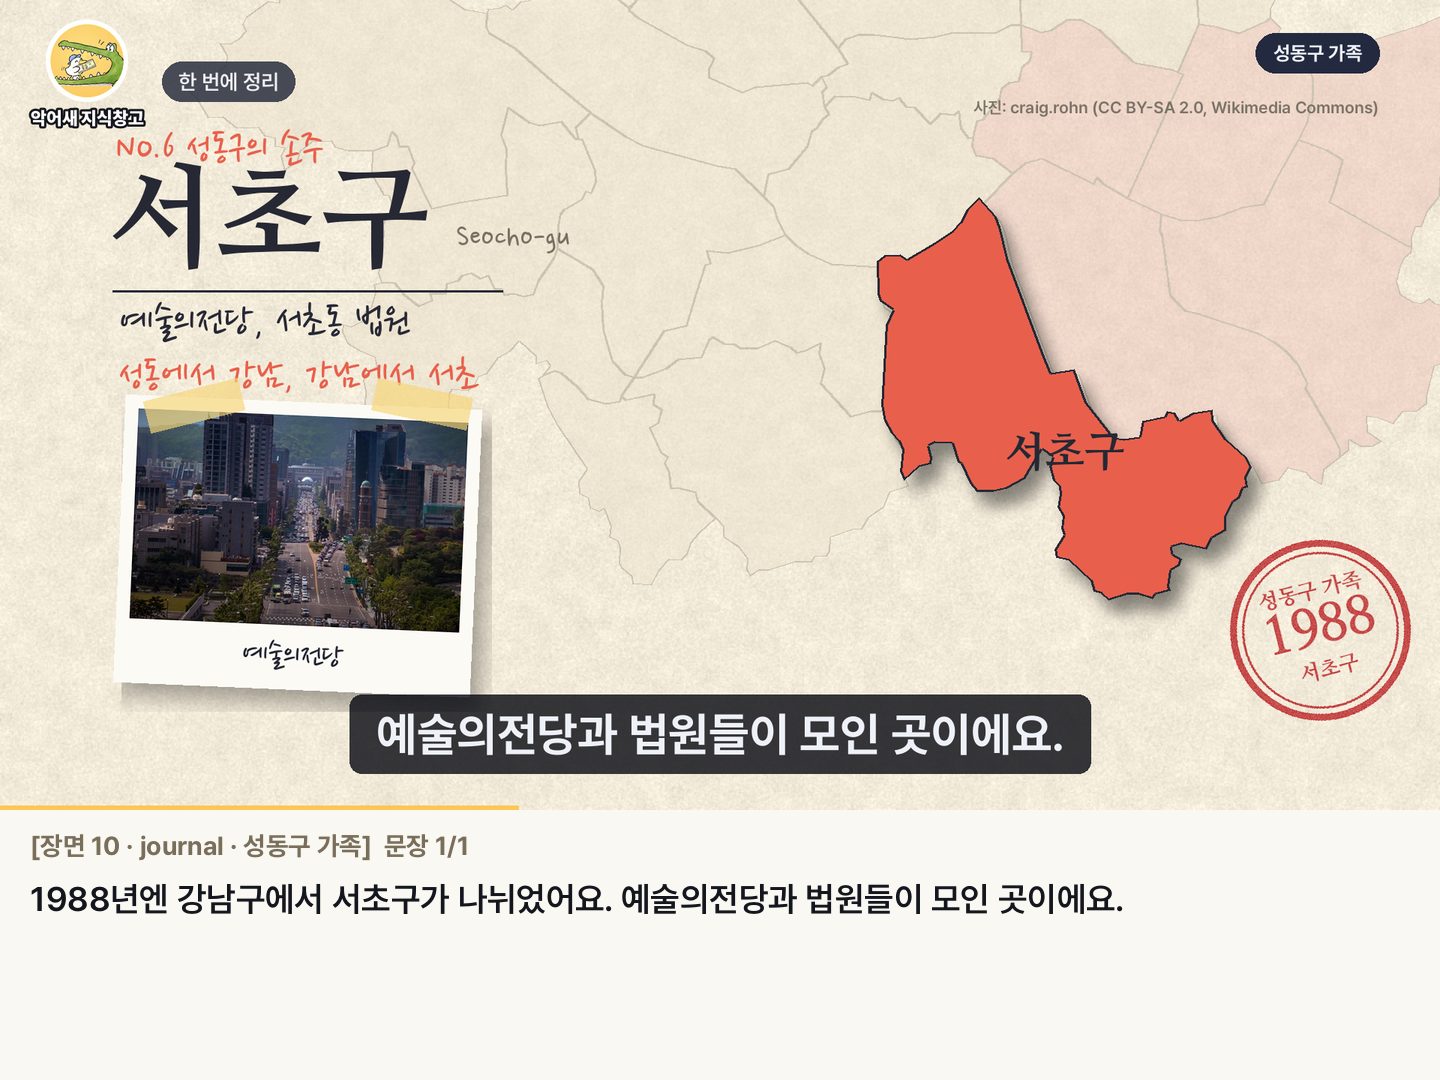 악어새 지식창고
한 번에 정리
성동구 가족
사진: craig.rohn (CC BY-SA 2.0, Wikimedia Commons)
NO.6 성동구의 손주
서초구
Seocho-gu
예술의전당, 서초동 법원
성동에서 강남, 강남에서 서초
서초구
예술의전당
성동구 가족
1988
서초구
예술의전당과 법원들이 모인 곳이에요.
[장면 10 · journal · 성동구 가족] 문장 1/1
1988년엔 강남구에서 서초구가 나뉘었어요. 예술의전당과 법원들이 모인 곳이에요.